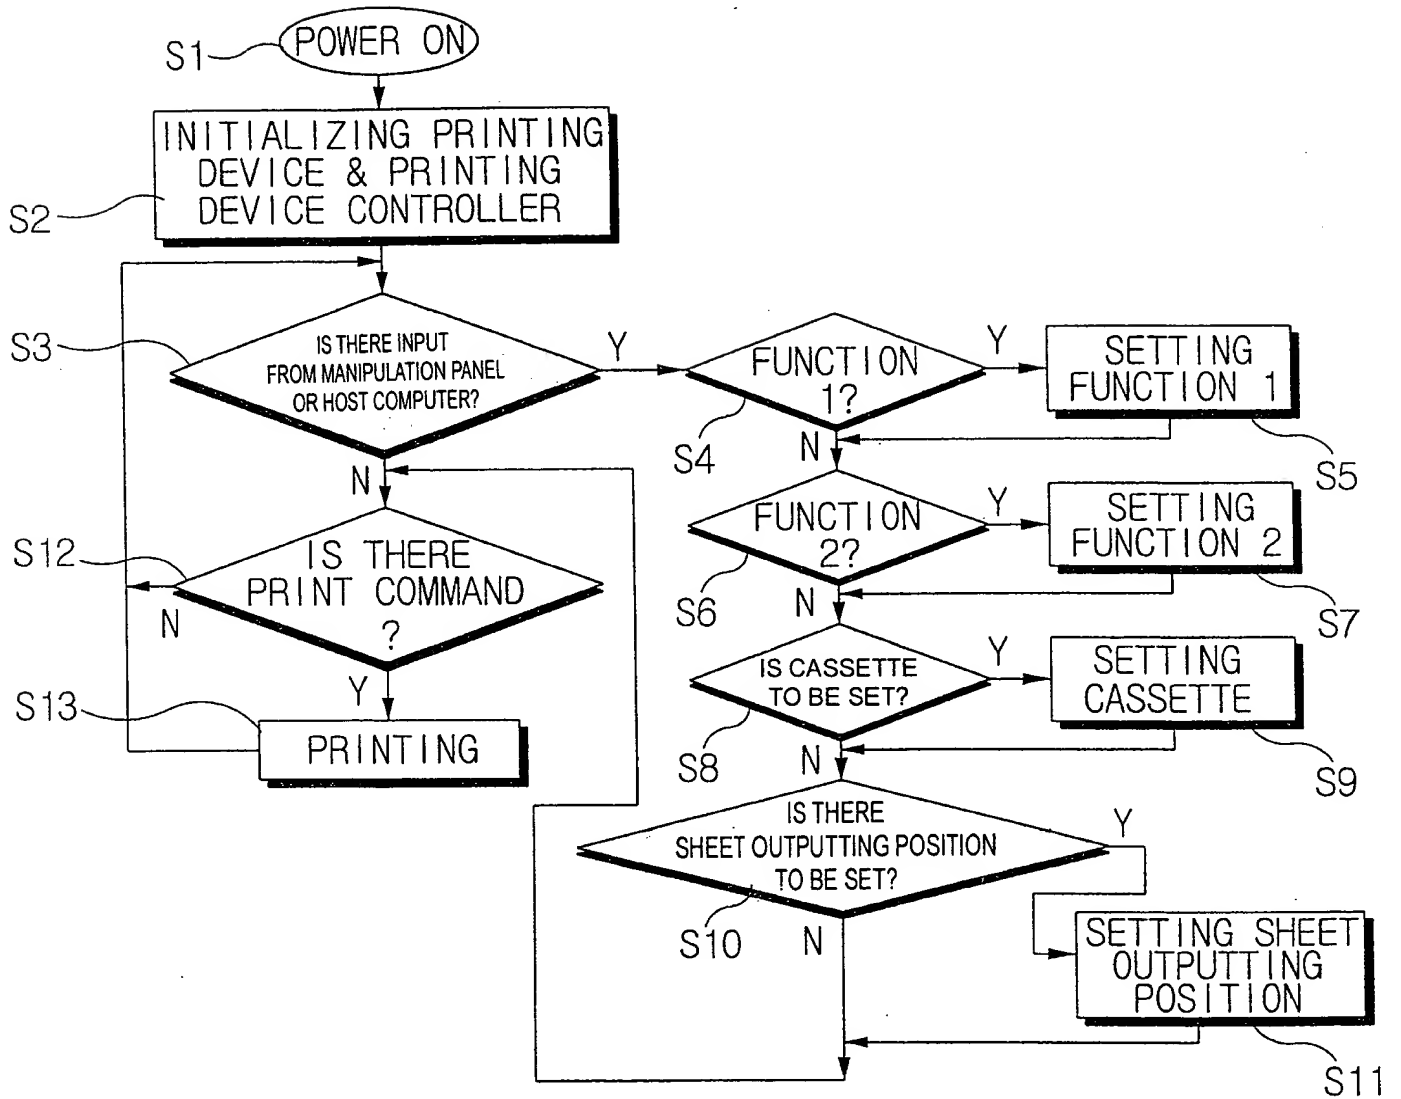 S1
POWER ON
INITIALIZING PRINTING
DEVICE & PRINTING
DEVICE CONTROLLER
S2
S3
IS THERE INPUT
FROM MANIPULATION PANEL
OR HOST COMPUTER?
Y
N
FUNCTION
1?
S4
Y
N
SETTING
FUNCTION 1
S5
FUNCTION
2?
S6
Y
N
SETTING
FUNCTION 2
S7
S12
IS THERE
PRINT COMMAND
?
N
Y
S13
PRINTING
IS CASSETTE
TO BE SET?
S8
Y
N
SETTING
CASSETTE
S9
IS THERE
SHEET OUTPUTTING POSITION
TO BE SET?
S10
Y
N
SETTING SHEET
OUTPUTTING
POSITION
S11